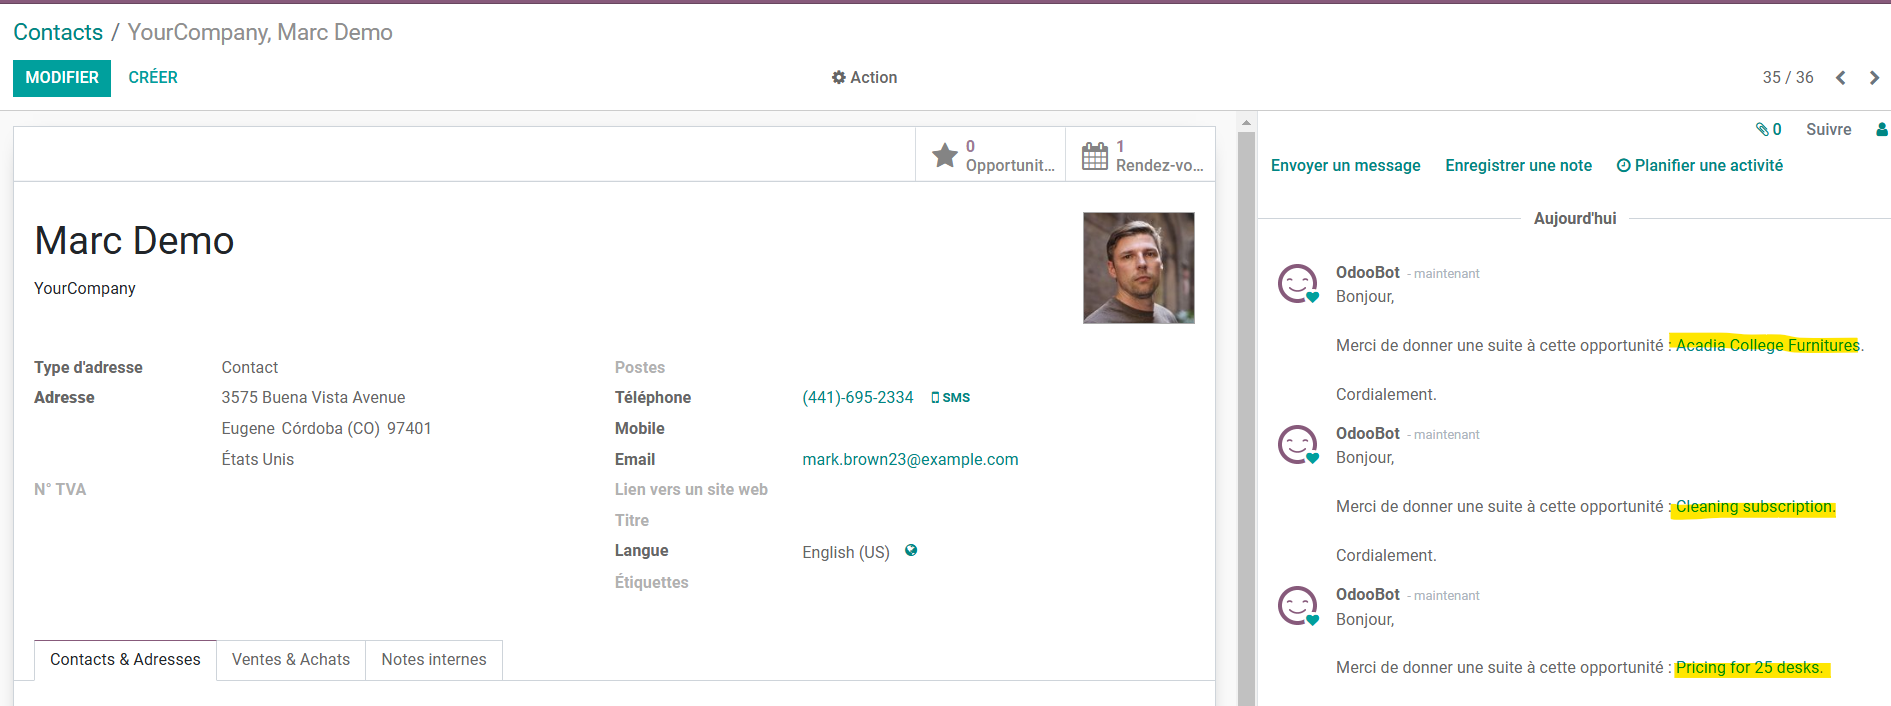 Contacts / YourCompany, Marc Demo
MODIFIER CRÉER Action 35 / 36
0 Opportunit...
1 Rendez-vo...
Marc Demo
YourCompany
Type d'adresse Contact
Adresse 3575 Buena Vista Avenue
Eugene Córdoba (CO) 97401
États Unis
N° TVA
Postes
Téléphone (441)-695-2334 SMS
Mobile
Email mark.brown23@example.com
Lien vers un site web
Titre
Langue English (US)
Étiquettes
Contacts & Adresses Ventes & Achats Notes internes
0 Suivre
Envoyer un message Enregistrer une note Planifier une activité
Aujourd'hui
OdooBot - maintenant
Bonjour,
Merci de donner une suite à cette opportunité : Acadia College Furnitures.
Cordialement.
OdooBot - maintenant
Bonjour,
Merci de donner une suite à cette opportunité : Cleaning subscription.
Cordialement.
OdooBot - maintenant
Bonjour,
Merci de donner une suite à cette opportunité : Pricing for 25 desks.